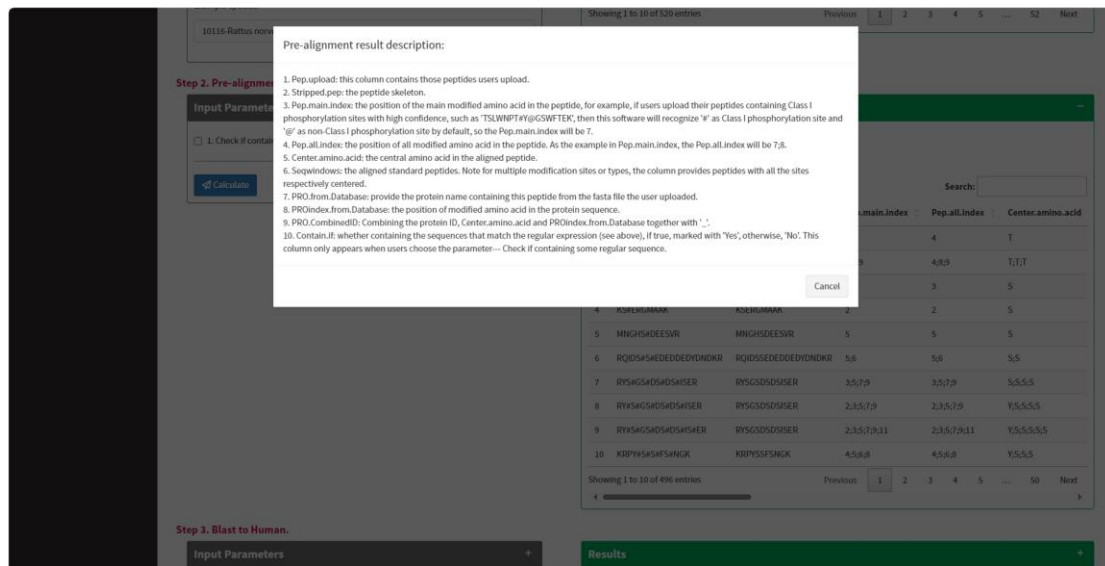 Showing 1 to 10 of 520 entries
Previous 1 2 3 4 5 ... 52 Next
10116-Rattus norv
Pre-alignment result description:
1. Pep.upload: this column contains those peptides users upload.
2. Stripped.pep: the peptide skeleton.
3. Pep.main.index: the position of the main modified amino acid in the peptide, for example, if users upload their peptides containing Class I
phosphorylation sites with high confidence, such as 'TSLWNPT#Y@GSWFTEK', then this software will recognize '#' as Class I phosphorylation site and
'@' as non-Class I phosphorylation site by default, so the Pep.main.index will be 7.
4. Pep.all.index: the position of all modified amino acid in the peptide. As the example in Pep.main.index, the Pep.all.index will be 7;8.
5. Center.amino.acid: the central amino acid in the aligned peptide.
6. Seqwindows: the aligned standard peptides. Note for multiple modification sites or types, the column provides peptides with all the sites
respectively centered.
7. PRO.from.Database: provide the protein name containing this peptide from the fasta file the user uploaded.
8. PROindex.from.Database: the position of modified amino acid in the protein sequence.
9. PRO.CombinedID: Combining the protein ID, Center.amino.acid and PROindex.from.Database together with '_'.
10. Contain.if: whether containing the sequences that match the regular expression (see above), if true, marked with 'Yes', otherwise, 'No'. This
column only appears when users choose the parameter--- Check if containing some regular sequence.
Cancel
Step 2. Pre-alignme
Input Paramete
1. Check if contai
Calculate
Search:
.main.index Pep.all.index Center.amino.acid
4 T
9 4;8;9 T;T;T
3 S
4 KS#ERGMAAK KSERGMAAK 2 2 S
5 MNGHS#DEESVR MNGHSDEESVR 5 5 S
6 RQIDS#S#EDEDDEDYDNDKR RQIDSSEDEDDEDYDNDKR 5;6 5;6 S;S
7 RYS#GS#DS#DS#ISER RYSGSDSDSISER 3;5;7;9 3;5;7;9 S;S;S;S
8 RY#S#GS#DS#DS#ISER RYSGSDSDSISER 2;3;5;7;9 2;3;5;7;9 Y;S;S;S;S
9 RY#S#GS#DS#DS#IS#ER RYSGSDSDSISER 2;3;5;7;9;11 2;3;5;7;9;11 Y;S;S;S;S;S
10 KRPY#S#S#FS#NGK KRPYSSFSNGK 4;5;6;8 4;5;6;8 Y;S;S;S
Showing 1 to 10 of 496 entries
Previous 1 2 3 4 5 ... 50 Next
Step 3. Blast to Human.
Input Parameters +
Results +